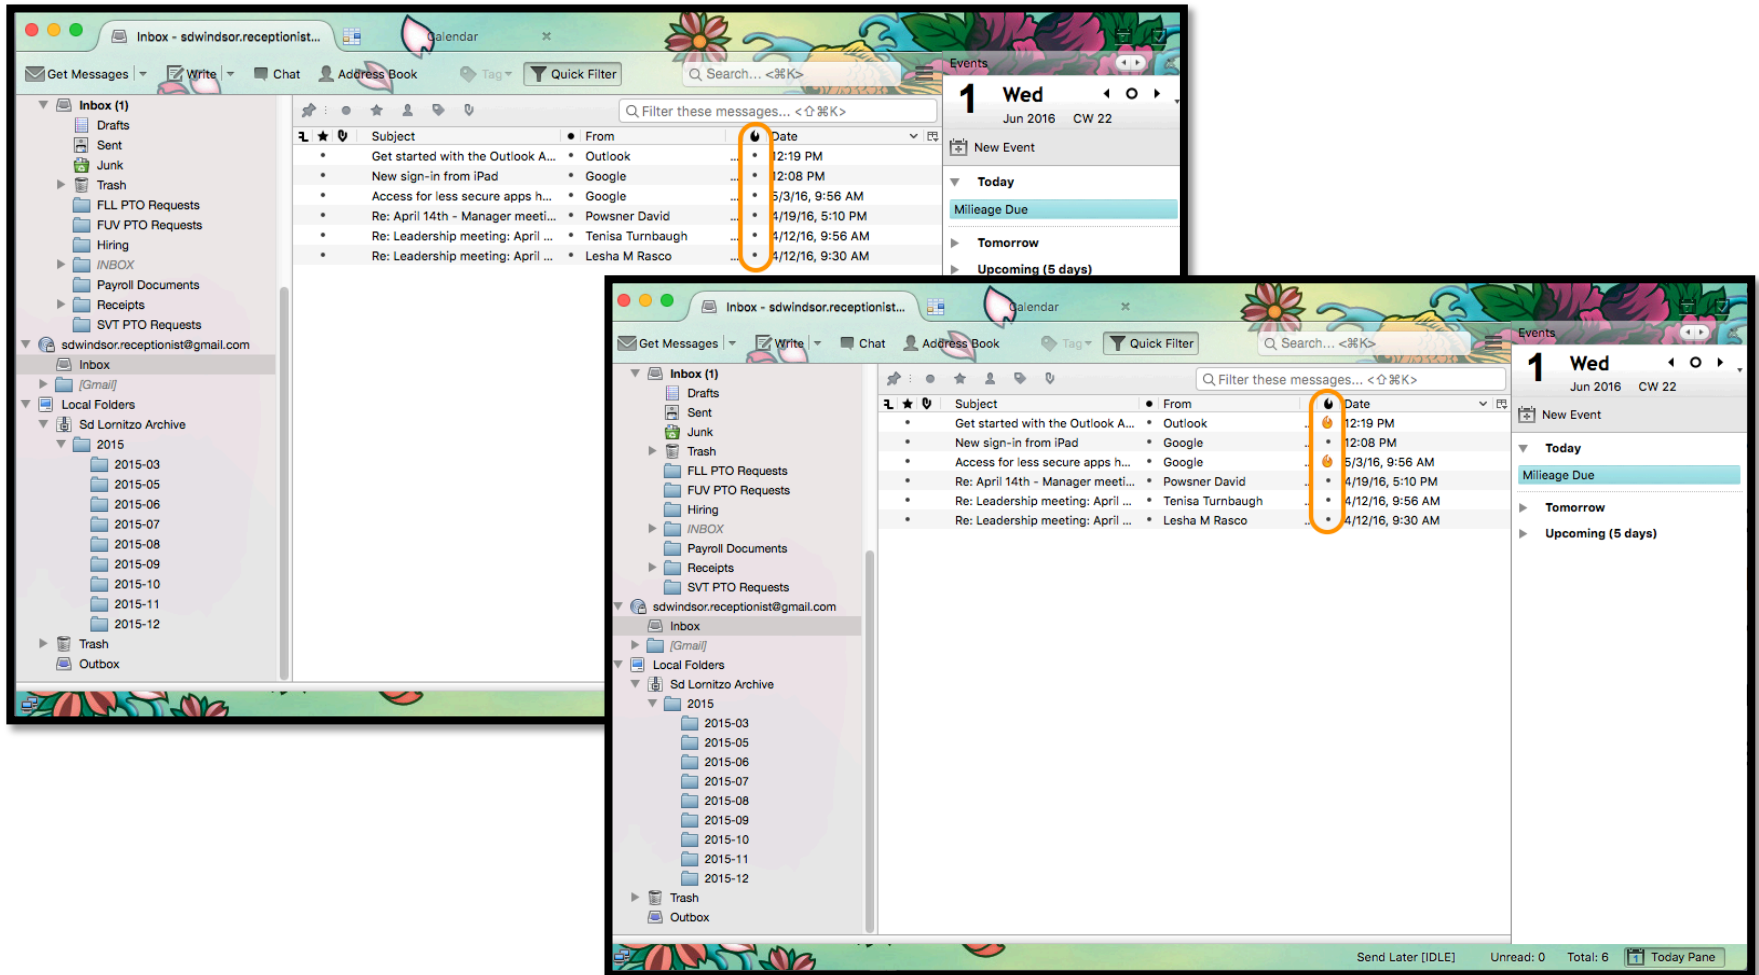 Inbox - sdwindsor.receptionist...
Calendar
Get Messages
Write
Chat
Address Book
Tag
Quick Filter
Search... <⌘K>
Events
1
Wed
Jun 2016 CW 22
New Event
Today
Milieage Due
Tomorrow
Upcoming (5 days)
Filter these messages... <⇧⌘K>
Subject From Date
Get started with the Outlook A... Outlook ... 12:19 PM
New sign-in from iPad Google ... 12:08 PM
Access for less secure apps h... Google ... 5/3/16, 9:56 AM
Re: April 14th - Manager meeti... Powsner David ... 4/19/16, 5:10 PM
Re: Leadership meeting: April ... Tenisa Turnbaugh ... 4/12/16, 9:56 AM
Re: Leadership meeting: April ... Lesha M Rasco ... 4/12/16, 9:30 AM
Inbox (1)
Drafts
Sent
Junk
Trash
FLL PTO Requests
FUV PTO Requests
Hiring
INBOX
Payroll Documents
Receipts
SVT PTO Requests
sdwindsor.receptionist@gmail.com
Inbox
[Gmail]
Local Folders
Sd Lornitzo Archive
2015
2015-03
2015-05
2015-06
2015-07
2015-08
2015-09
2015-10
2015-11
2015-12
Trash
Outbox
Inbox - sdwindsor.receptionist...
Calendar
Get Messages
Write
Chat
Address Book
Tag
Quick Filter
Search... <⌘K>
Events
1
Wed
Jun 2016 CW 22
New Event
Today
Milieage Due
Tomorrow
Upcoming (5 days)
Filter these messages... <⇧⌘K>
Subject From Date
Get started with the Outlook A... Outlook .. 12:19 PM
New sign-in from iPad Google .. 12:08 PM
Access for less secure apps h... Google .. 5/3/16, 9:56 AM
Re: April 14th - Manager meeti... Powsner David .. 4/19/16, 5:10 PM
Re: Leadership meeting: April ... Tenisa Turnbaugh .. 4/12/16, 9:56 AM
Re: Leadership meeting: April ... Lesha M Rasco .. 4/12/16, 9:30 AM
Inbox (1)
Drafts
Sent
Junk
Trash
FLL PTO Requests
FUV PTO Requests
Hiring
INBOX
Payroll Documents
Receipts
SVT PTO Requests
sdwindsor.receptionist@gmail.com
Inbox
[Gmail]
Local Folders
Sd Lornitzo Archive
2015
2015-03
2015-05
2015-06
2015-07
2015-08
2015-09
2015-10
2015-11
2015-12
Trash
Outbox
Send Later [IDLE] Unread: 0 Total: 6 1 Today Pane